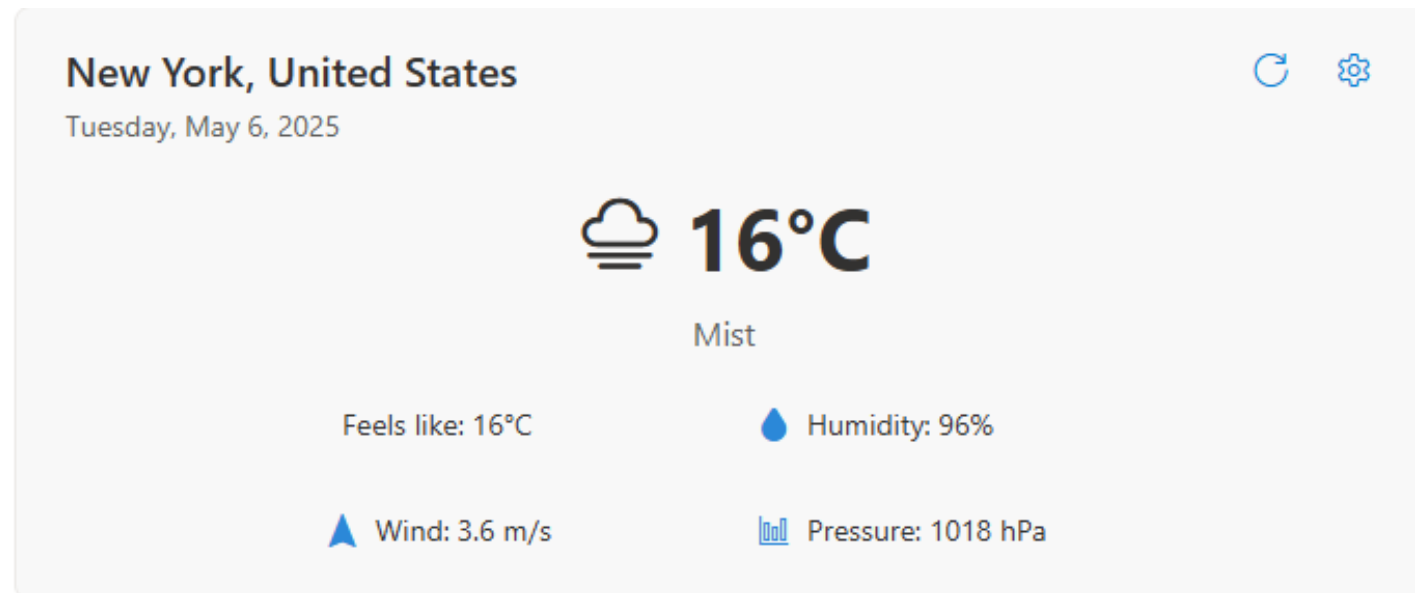 New York, United States
Tuesday, May 6, 2025
16°C
Mist
Feels like: 16°C
Humidity: 96%
Wind: 3.6 m/s
Pressure: 1018 hPa